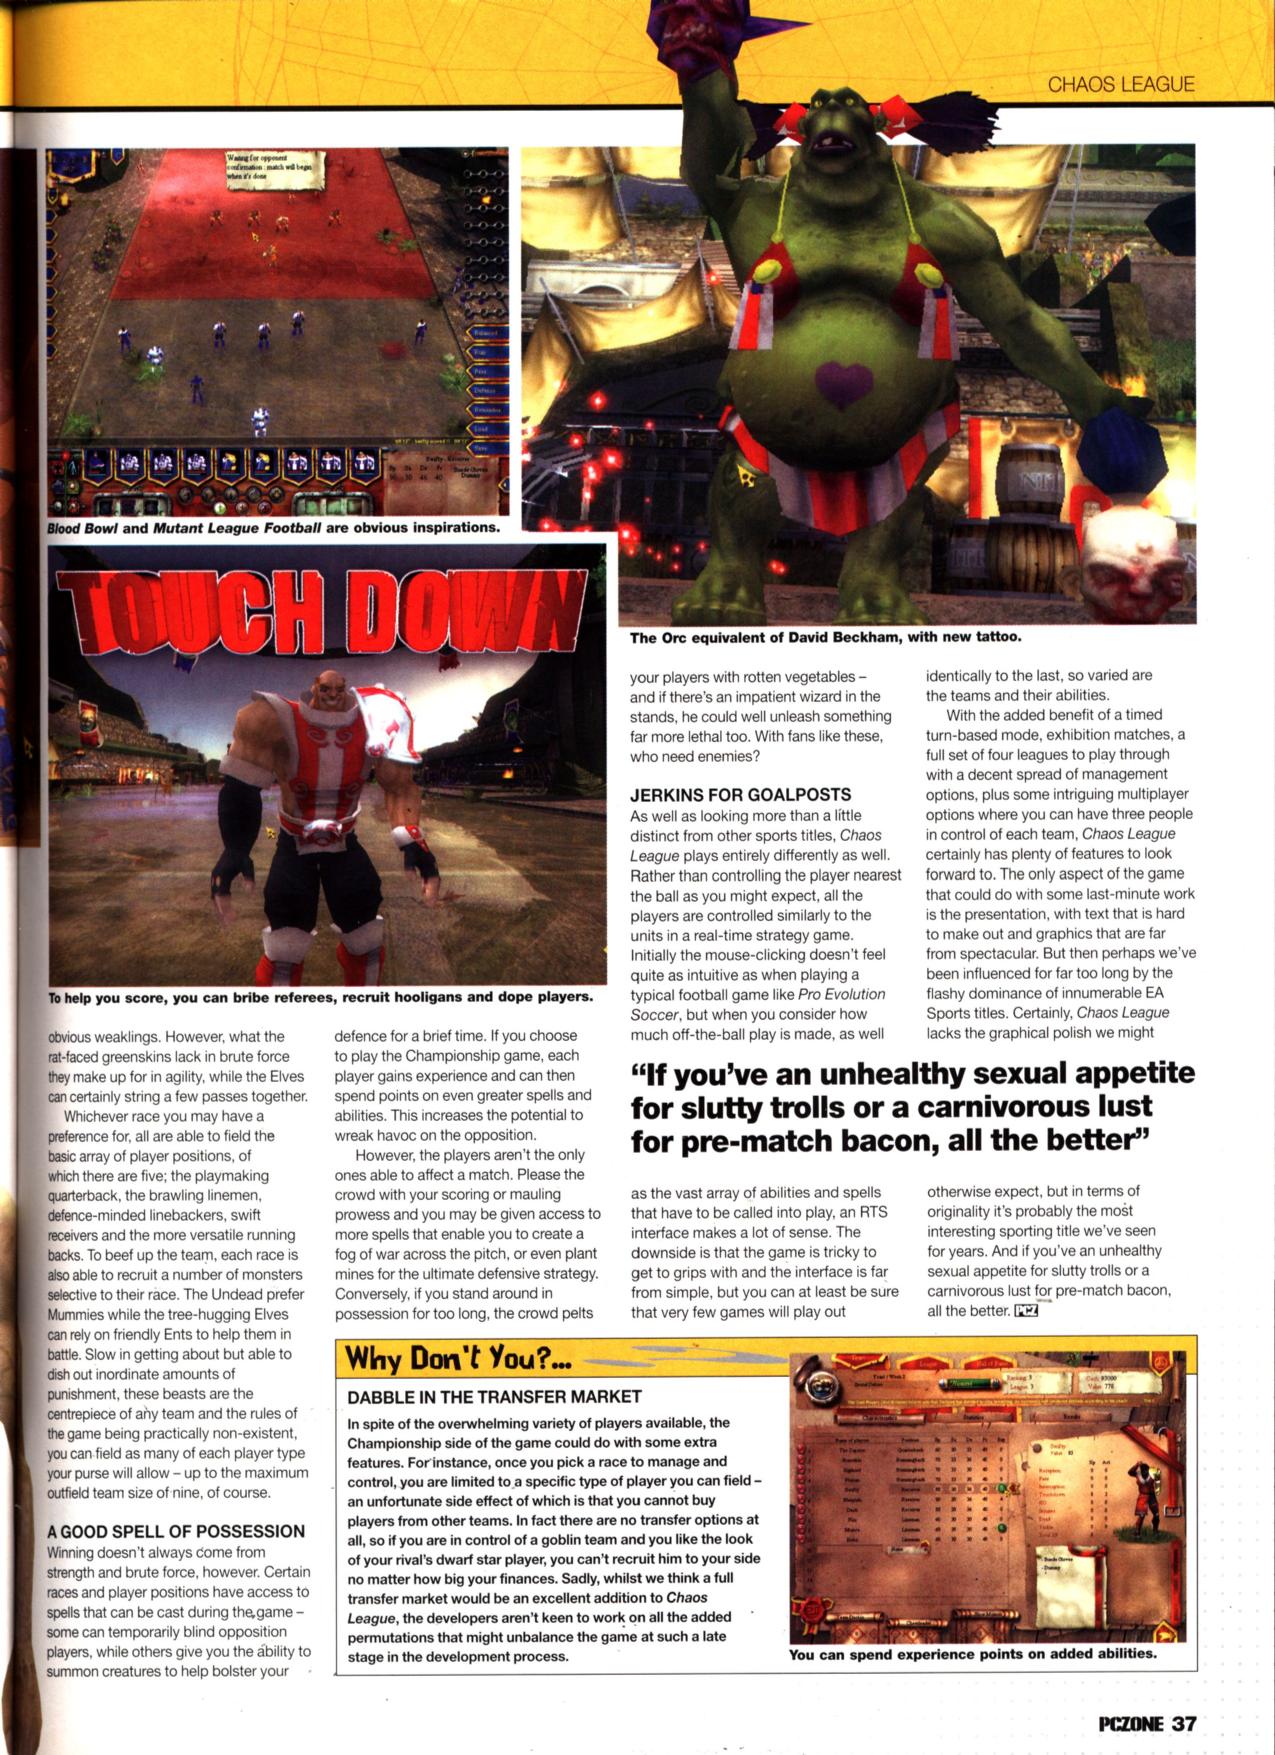 CHAOS LEAGUE
Waiting for opponent
confirmation : match will begin
when it's done
Blood Bowl and Mutant League Football are obvious inspirations.
The Orc equivalent of David Beckham, with new tattoo.
TOUCH DOWN
To help you score, you can bribe referees, recruit hooligans and dope players.
obvious weaklings. However, what the
rat-faced greenskins lack in brute force
they make up for in agility, while the Elves
can certainly string a few passes together.
Whichever race you may have a
preference for, all are able to field the
basic array of player positions, of
which there are five; the playmaking
quarterback, the brawling linemen,
defence-minded linebackers, swift
receivers and the more versatile running
backs. To beef up the team, each race is
also able to recruit a number of monsters
selective to their race. The Undead prefer
Mummies while the tree-hugging Elves
can rely on friendly Ents to help them in
battle. Slow in getting about but able to
dish out inordinate amounts of
punishment, these beasts are the
centrepiece of any team and the rules of
the game being practically non-existent,
you can field as many of each player type
your purse will allow – up to the maximum
outfield team size of nine, of course.
A GOOD SPELL OF POSSESSION
Winning doesn't always come from
strength and brute force, however. Certain
races and player positions have access to
spells that can be cast during the game –
some can temporarily blind opposition
players, while others give you the ability to
summon creatures to help bolster your
defence for a brief time. If you choose
to play the Championship game, each
player gains experience and can then
spend points on even greater spells and
abilities. This increases the potential to
wreak havoc on the opposition.
However, the players aren't the only
ones able to affect a match. Please the
crowd with your scoring or mauling
prowess and you may be given access to
more spells that enable you to create a
fog of war across the pitch, or even plant
mines for the ultimate defensive strategy.
Conversely, if you stand around in
possession for too long, the crowd pelts
your players with rotten vegetables –
and if there's an impatient wizard in the
stands, he could well unleash something
far more lethal too. With fans like these,
who need enemies?
JERKINS FOR GOALPOSTS
As well as looking more than a little
distinct from other sports titles, Chaos
League plays entirely differently as well.
Rather than controlling the player nearest
the ball as you might expect, all the
players are controlled similarly to the
units in a real-time strategy game.
Initially the mouse-clicking doesn't feel
quite as intuitive as when playing a
typical football game like Pro Evolution
Soccer, but when you consider how
much off-the-ball play is made, as well
as the vast array of abilities and spells
that have to be called into play, an RTS
interface makes a lot of sense. The
downside is that the game is tricky to
get to grips with and the interface is far
from simple, but you can at least be sure
that very few games will play out
identically to the last, so varied are
the teams and their abilities.
With the added benefit of a timed
turn-based mode, exhibition matches, a
full set of four leagues to play through
with a decent spread of management
options, plus some intriguing multiplayer
options where you can have three people
in control of each team, Chaos League
certainly has plenty of features to look
forward to. The only aspect of the game
that could do with some last-minute work
is the presentation, with text that is hard
to make out and graphics that are far
from spectacular. But then perhaps we've
been influenced for far too long by the
flashy dominance of innumerable EA
Sports titles. Certainly, Chaos League
lacks the graphical polish we might
otherwise expect, but in terms of
originality it's probably the most
interesting sporting title we've seen
for years. And if you've an unhealthy
sexual appetite for slutty trolls or a
carnivorous lust for pre-match bacon,
all the better. PCZ
“If you've an unhealthy sexual appetite
for slutty trolls or a carnivorous lust
for pre-match bacon, all the better”
Why Don't You?...
DABBLE IN THE TRANSFER MARKET
In spite of the overwhelming variety of players available, the
Championship side of the game could do with some extra
features. For instance, once you pick a race to manage and
control, you are limited to a specific type of player you can field –
an unfortunate side effect of which is that you cannot buy
players from other teams. In fact there are no transfer options at
all, so if you are in control of a goblin team and you like the look
of your rival's dwarf star player, you can't recruit him to your side
no matter how big your finances. Sadly, whilst we think a full
transfer market would be an excellent addition to Chaos
League, the developers aren't keen to work on all the added
permutations that might unbalance the game at such a late
stage in the development process.
You can spend experience points on added abilities.
PCZONE 37